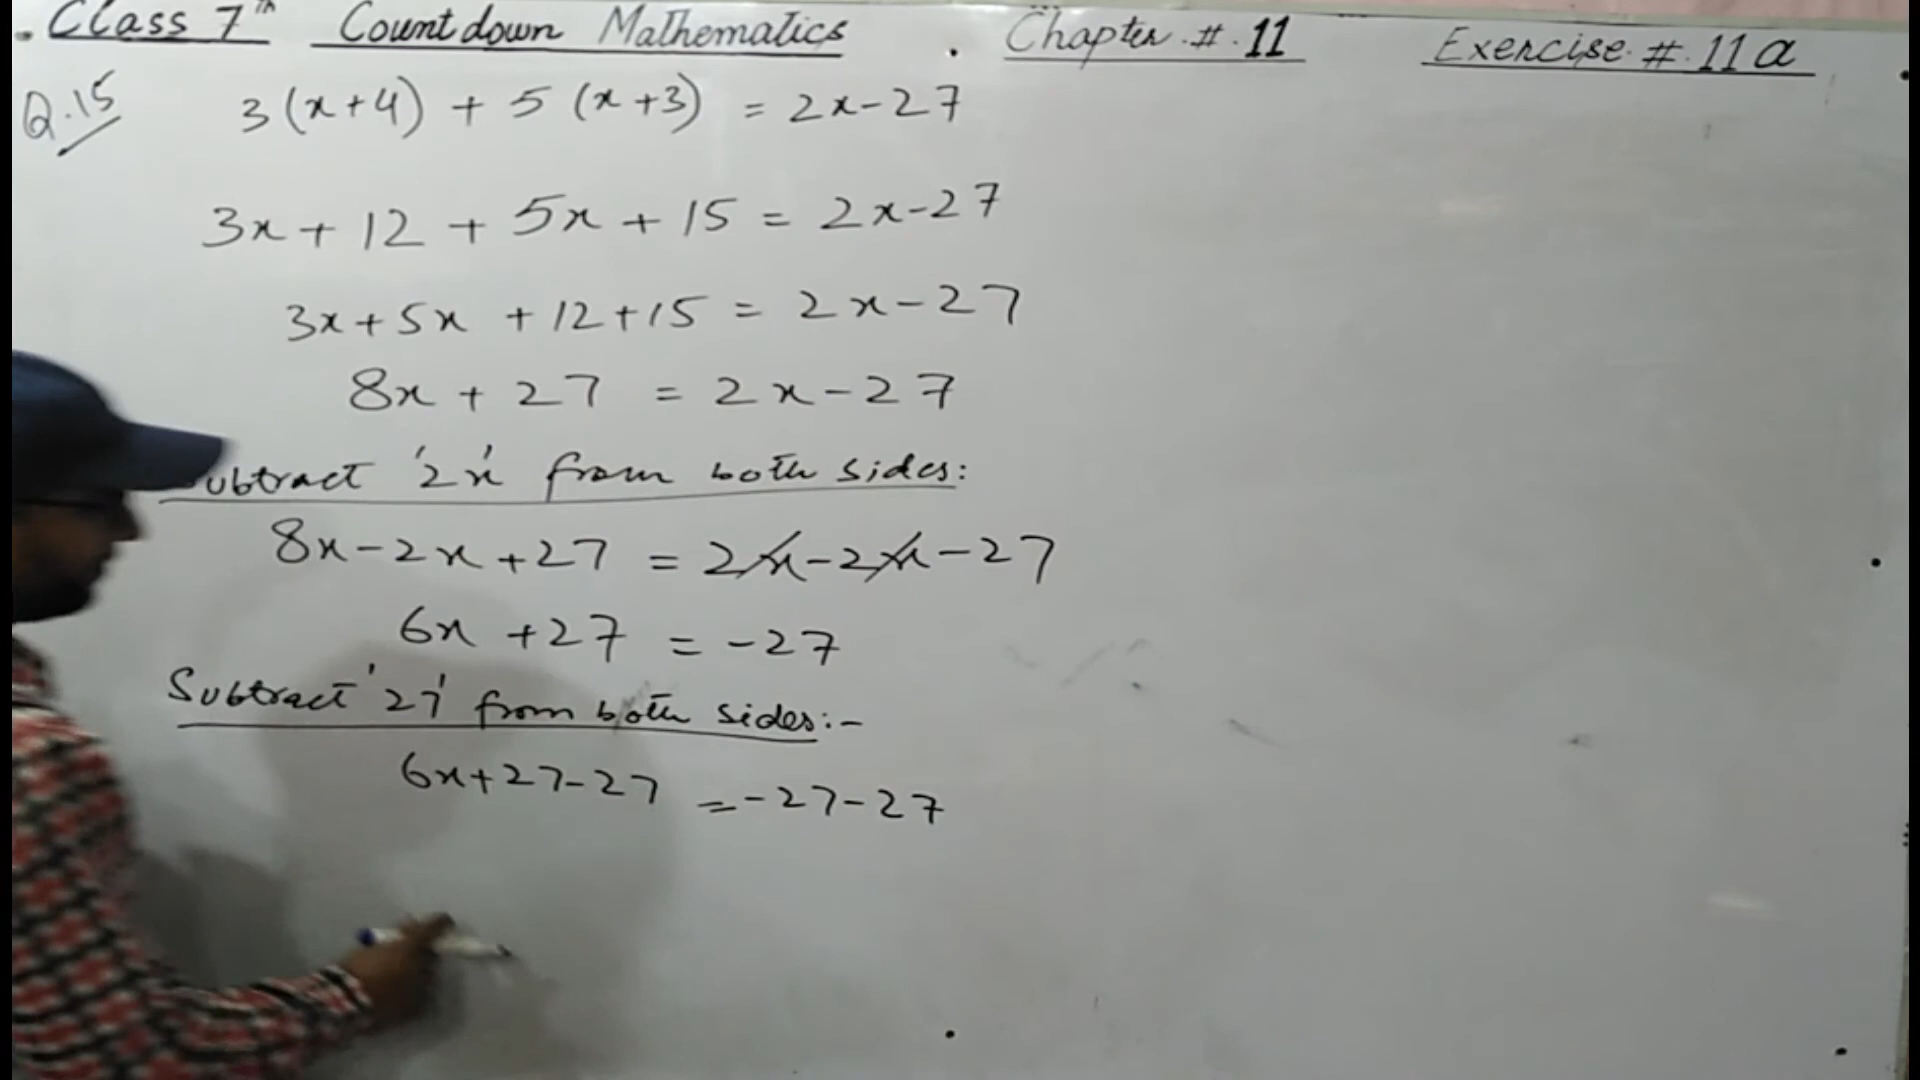 Class 7th Countdown Mathematics . Chapter # 11 Exercise # 11a
Q.15 3(x+4) + 5(x+3) = 2x-27
3x + 12 + 5x + 15 = 2x-27
3x+5x +12+15 = 2x-27
8x + 27 = 2x-27
ubtract '2x' from both sides:
8x-2x+27 = 2x-2x-27
6x +27 = -27
Subtract '27' from both sides:-
6x+27-27 = -27-27